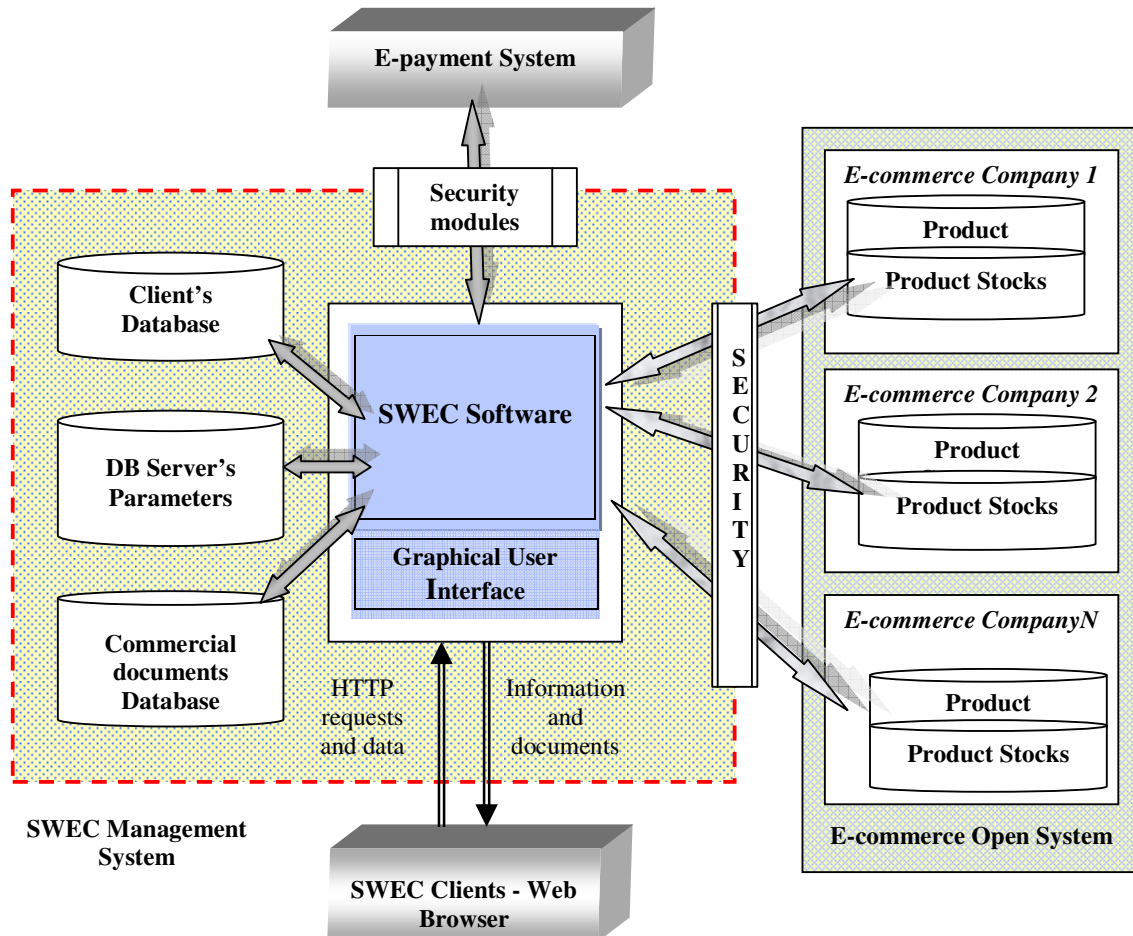 E-payment System
Security
modules
Client's
Database
DB Server's
Parameters
Commercial
documents
Database
SWEC Software
Graphical User
Interface
HTTP
requests
and data
Information
and
documents
SWEC Management
System
SWEC Clients - Web
Browser
SECURITY
E-commerce Company 1
Product
Product Stocks
E-commerce Company 2
Product
Product Stocks
E-commerce CompanyN
Product
Product Stocks
E-commerce Open System